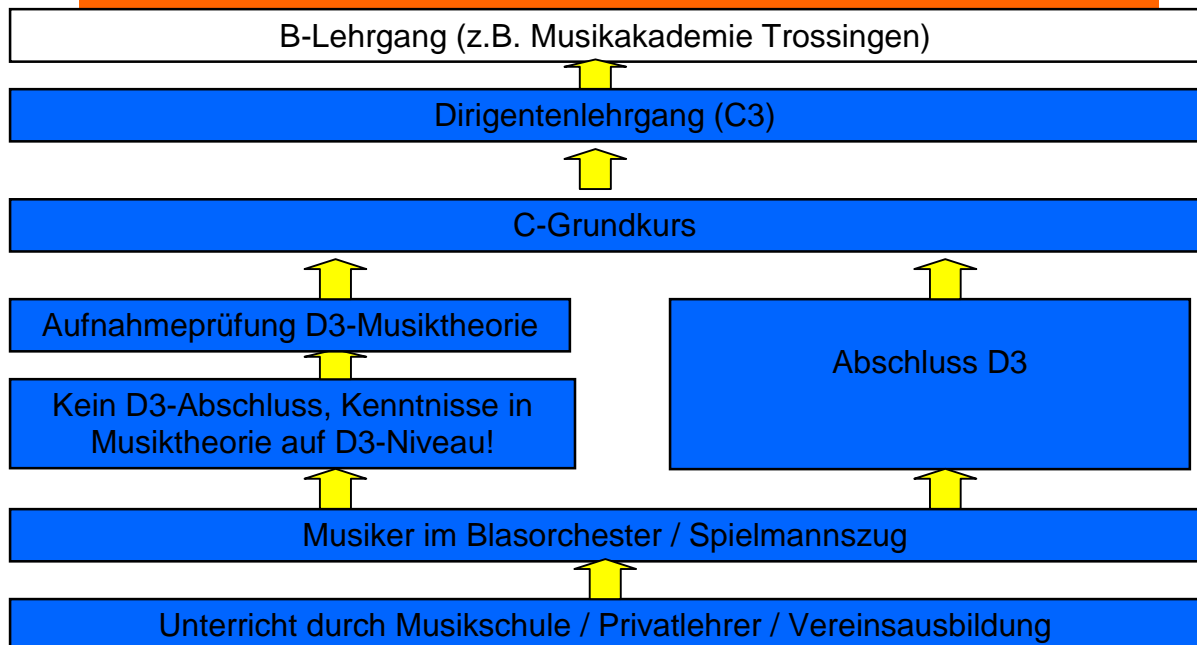 B-Lehrgang (z.B. Musikakademie Trossingen)
Dirigentenlehrgang (C3)
C-Grundkurs
Aufnahmeprüfung D3-Musiktheorie
Abschluss D3
Kein D3-Abschluss, Kenntnisse in
Musiktheorie auf D3-Niveau!
Musiker im Blasorchester / Spielmannszug
Unterricht durch Musikschule / Privatlehrer / Vereinsausbildung